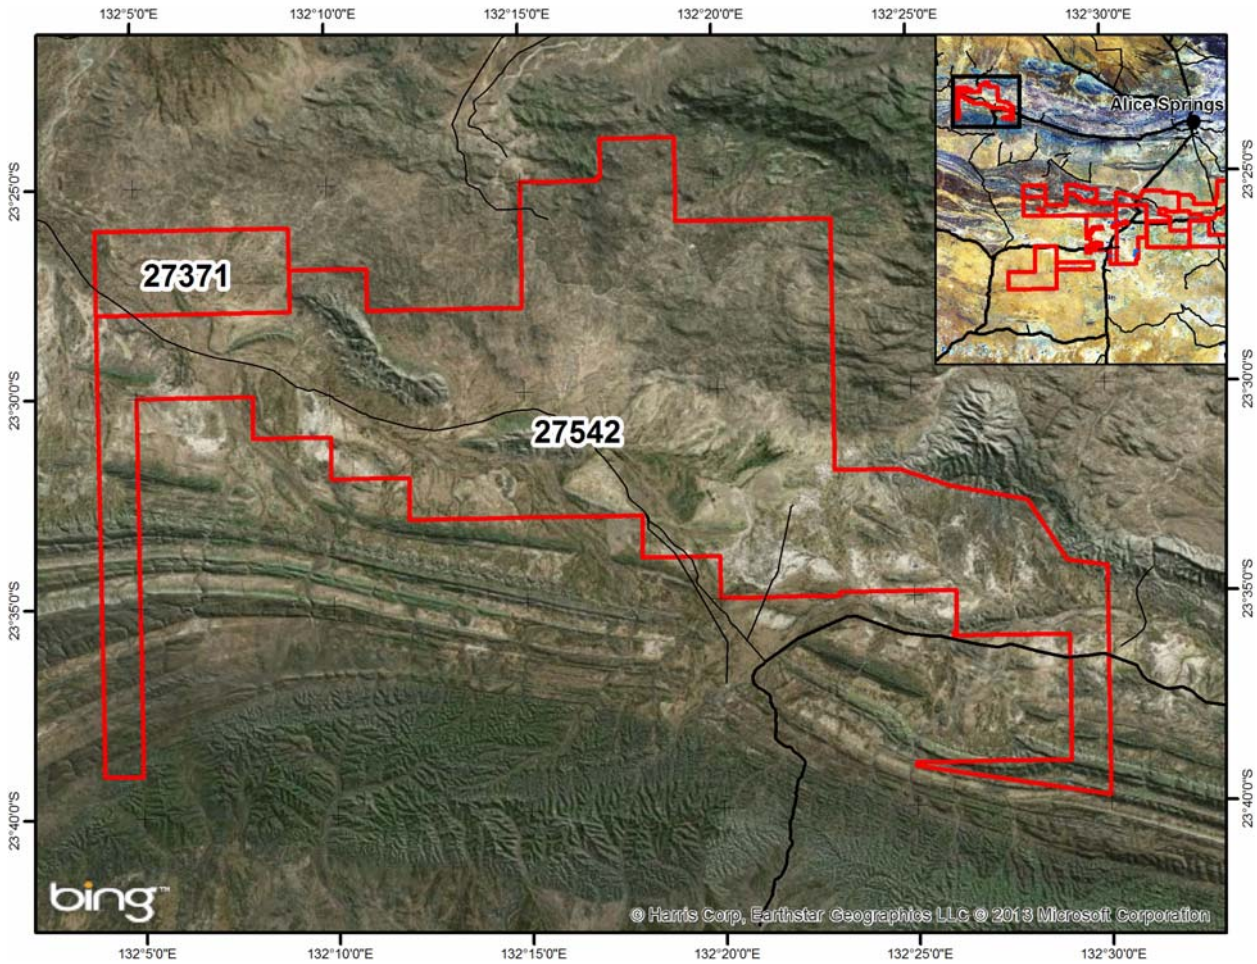 132°5'0"E 132°10'0"E 132°15'0"E 132°20'0"E 132°25'0"E 132°30'0"E
Alice Springs
23°25'0"S
23°25'0"S
27371
23°30'0"S
23°30'0"S
27542
23°35'0"S
23°35'0"S
23°40'0"S
23°40'0"S
bing™
© Harris Corp, Earthstar Geographics LLC © 2013 Microsoft Corporation
132°5'0"E 132°10'0"E 132°15'0"E 132°20'0"E 132°25'0"E 132°30'0"E